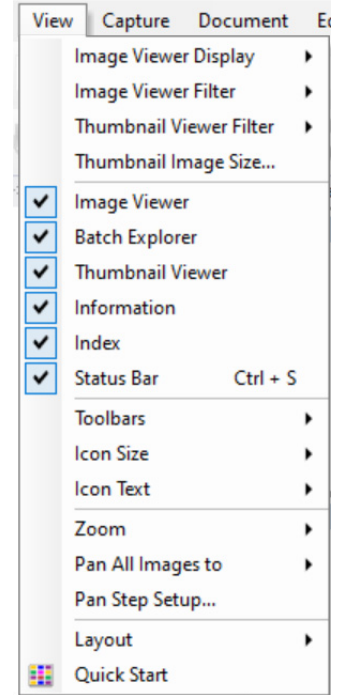 View Capture Document
Image Viewer Display
Image Viewer Filter
Thumbnail Viewer Filter
Thumbnail Image Size...
Image Viewer
Batch Explorer
Thumbnail Viewer
Information
Index
Status Bar Ctrl + S
Toolbars
Icon Size
Icon Text
Zoom
Pan All Images to
Pan Step Setup...
Layout
Quick Start